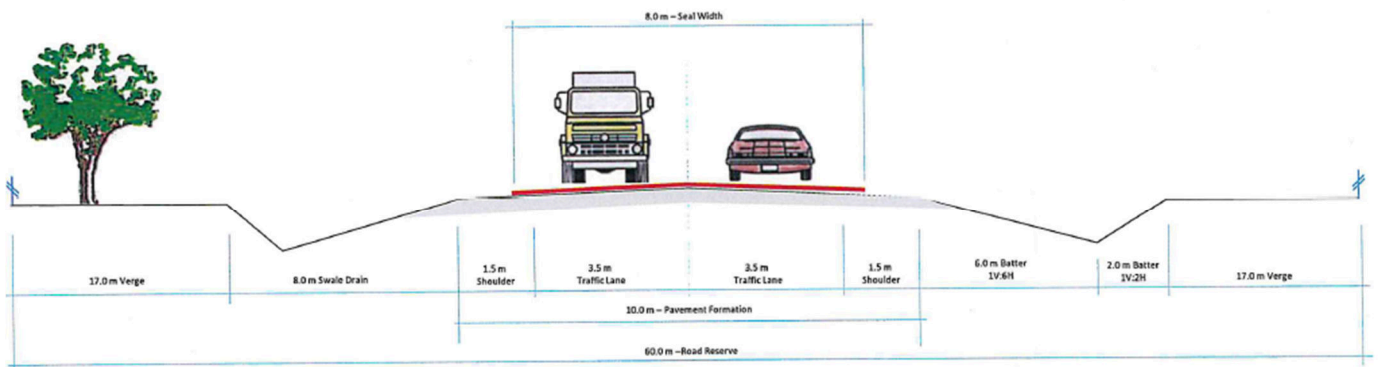 8.0 m – Seal Width
17.0 m Verge
8.0 m Swale Drain
1.5 m
Shoulder
3.5 m
Traffic Lane
3.5 m
Traffic Lane
1.5 m
Shoulder
6.0 m Batter
1V:6H
2.0 m Batter
1V:2H
17.0 m Verge
10.0 m – Pavement Formation
60.0 m –Road Reserve